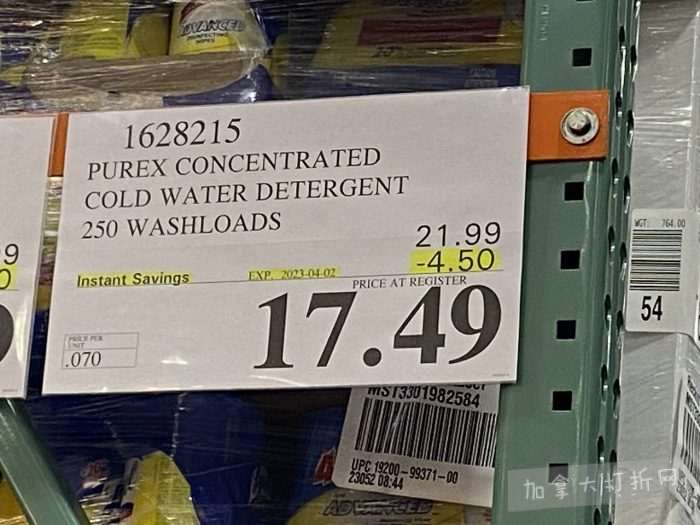 ADVANCED
1628215
PUREX CONCENTRATED
COLD WATER DETERGENT
250 WASHLOADS
21.99
-4.50
Instant Savings EXP. 2023-04-02
PRICE AT REGISTER
17.49
PRICE PER
UNIT
.070
WGT: 764.00
54
MST3301982584
UPC 19200-99371-00
23052 08:44
ADVANCED
加拿大打折网